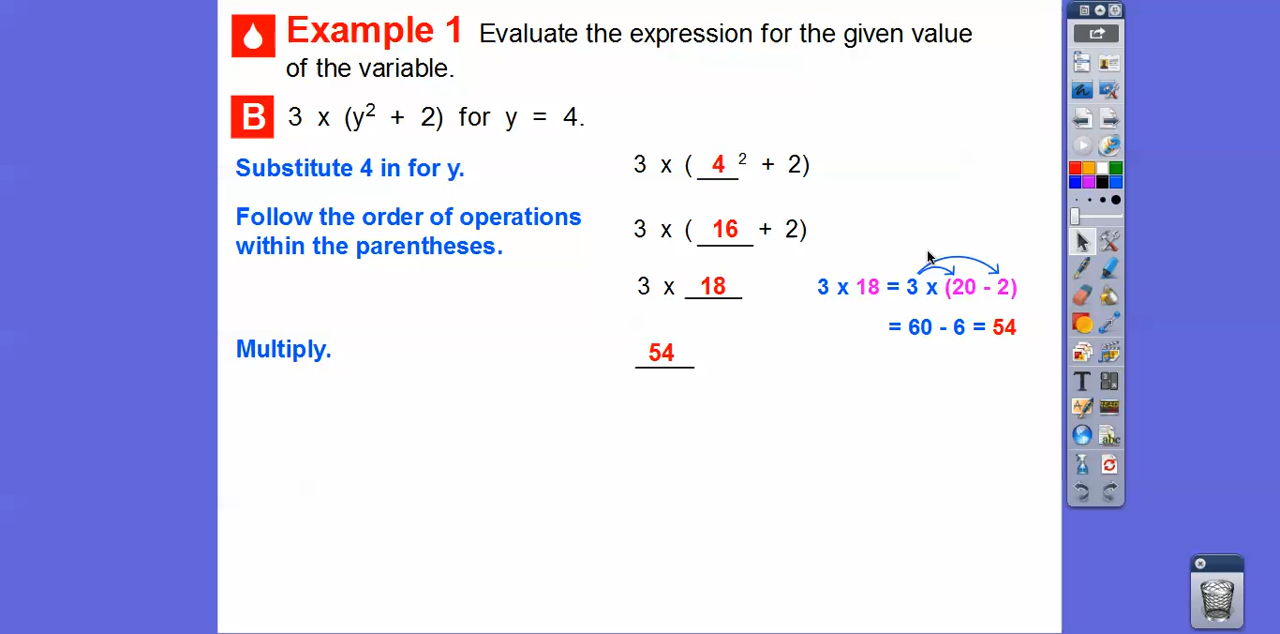 Example 1 Evaluate the expression for the given value
of the variable.
B 3 x (y² + 2) for y = 4.
Substitute 4 in for y.
3 x ( 4 ² + 2)
Follow the order of operations
within the parentheses.
3 x ( 16 + 2)
3 x 18
3 x 18 = 3 x (20 - 2)
= 60 - 6 = 54
Multiply.
54